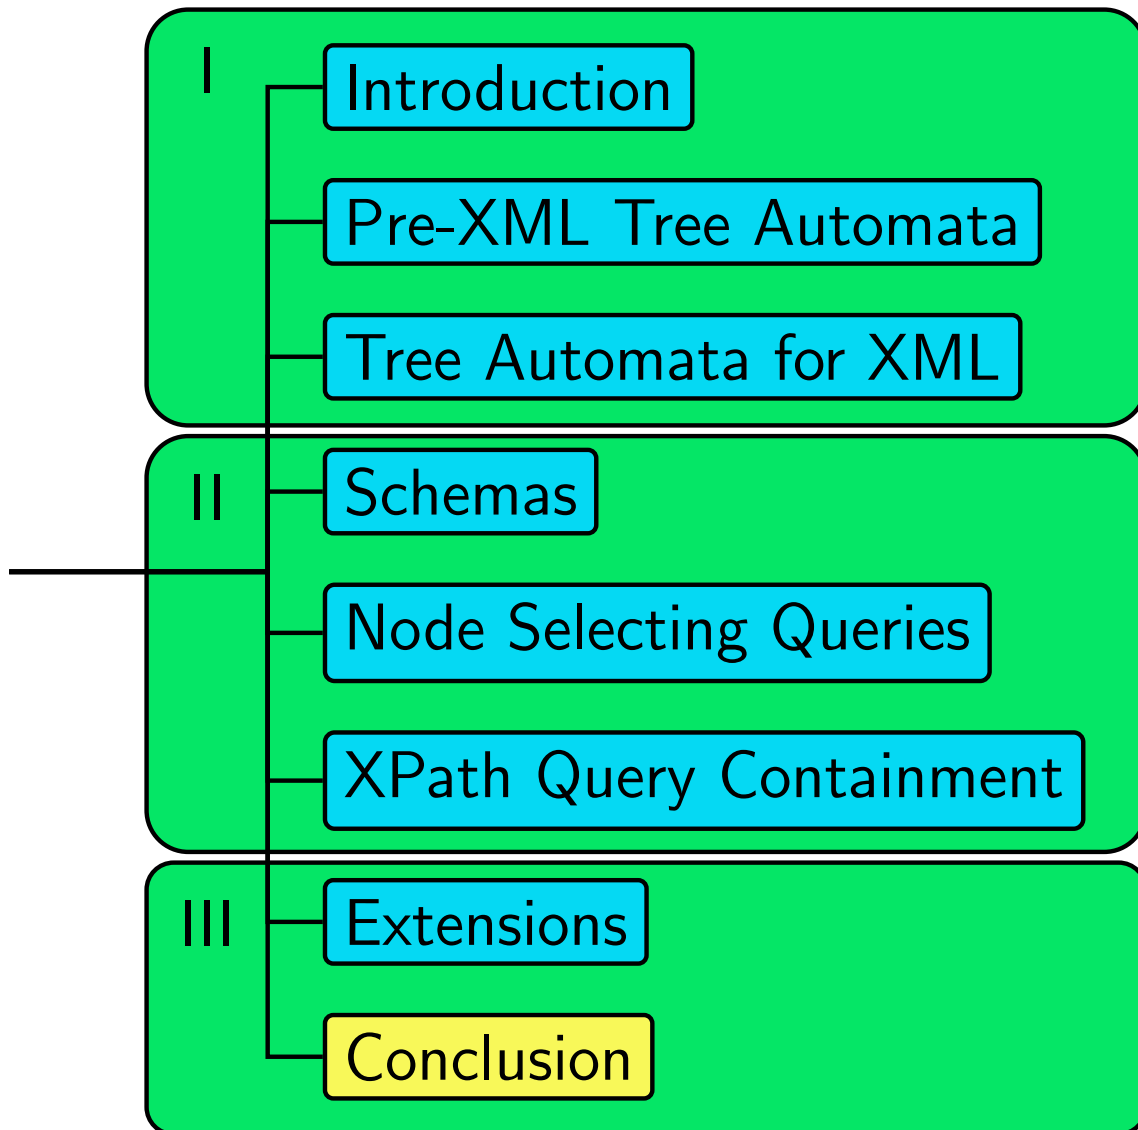 I
Introduction
Pre-XML Tree Automata
Tree Automata for XML
II
Schemas
Node Selecting Queries
XPath Query Containment
III
Extensions
Conclusion